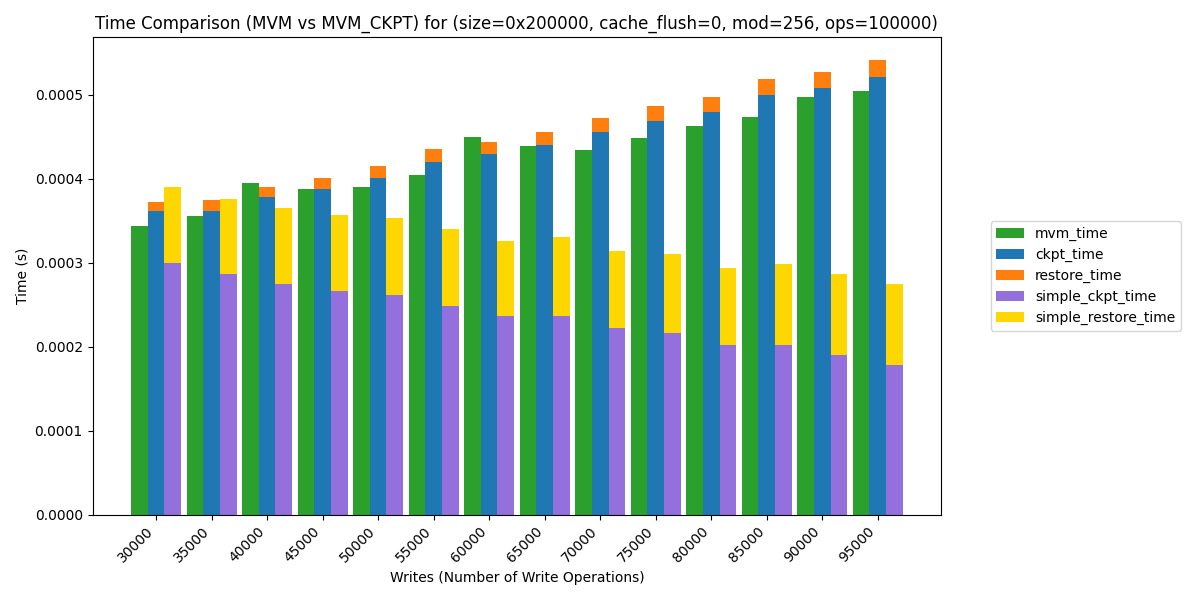 Time Comparison (MVM vs MVM_CKPT) for (size=0x200000, cache_flush=0, mod=256, ops=100000)
Time (s)
0.0005
0.0004
0.0003
0.0002
0.0001
0.0000
30000
35000
40000
45000
50000
55000
60000
65000
70000
75000
80000
85000
90000
95000
Writes (Number of Write Operations)
mvm_time
ckpt_time
restore_time
simple_ckpt_time
simple_restore_time